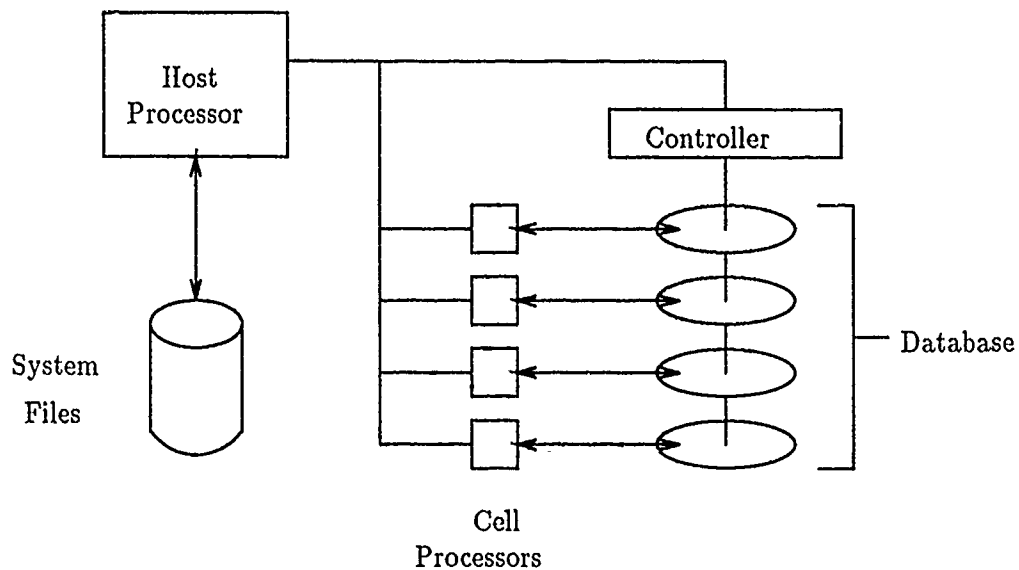 Host
Processor
Controller
System
Files
Database
Cell
Processors